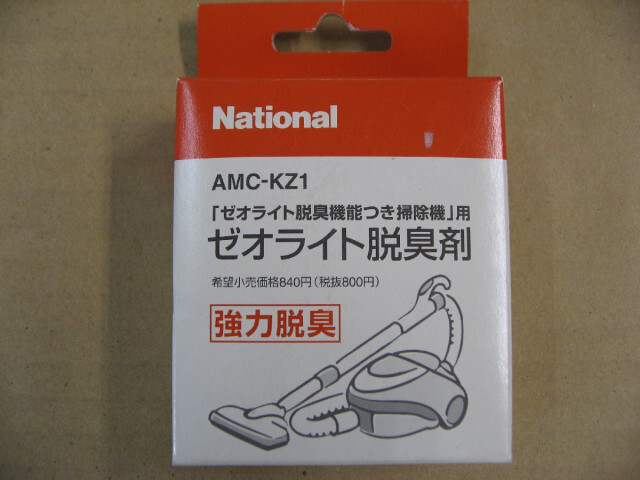 National
AMC-KZ1
「ゼオライト脱臭機能つき掃除機」用
ゼオライト脱臭剤
希望小売価格840円(税抜800円)
強力脱臭